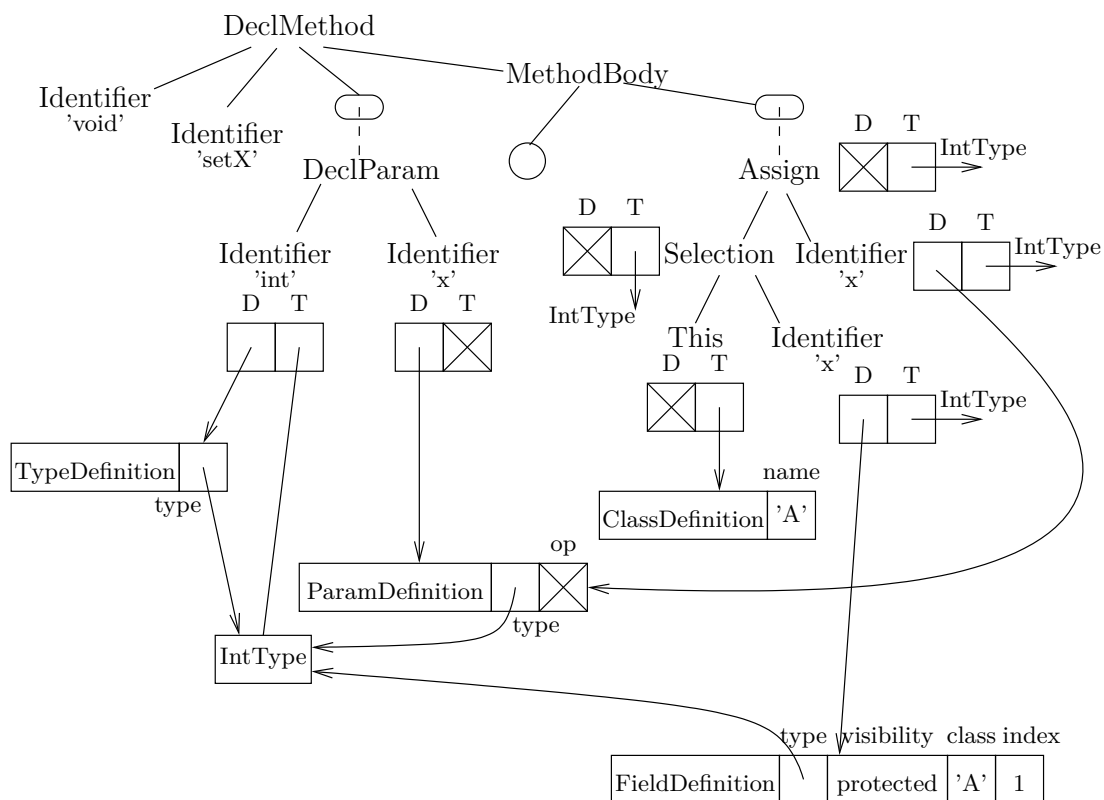 DeclMethod
MethodBody
Identifier
'void'
Identifier
'setX'
D T
IntType
DeclParam
Assign
D T
D T
IntType
Identifier
'int'
Identifier
'x'
Selection
Identifier
'x'
D T
D T
IntType
This
Identifier
'x'
D T
D T
IntType
TypeDefinition
type
name
ClassDefinition
'A'
op
ParamDefinition
type
IntType
type visibility class index
FieldDefinition
protected
'A'
1